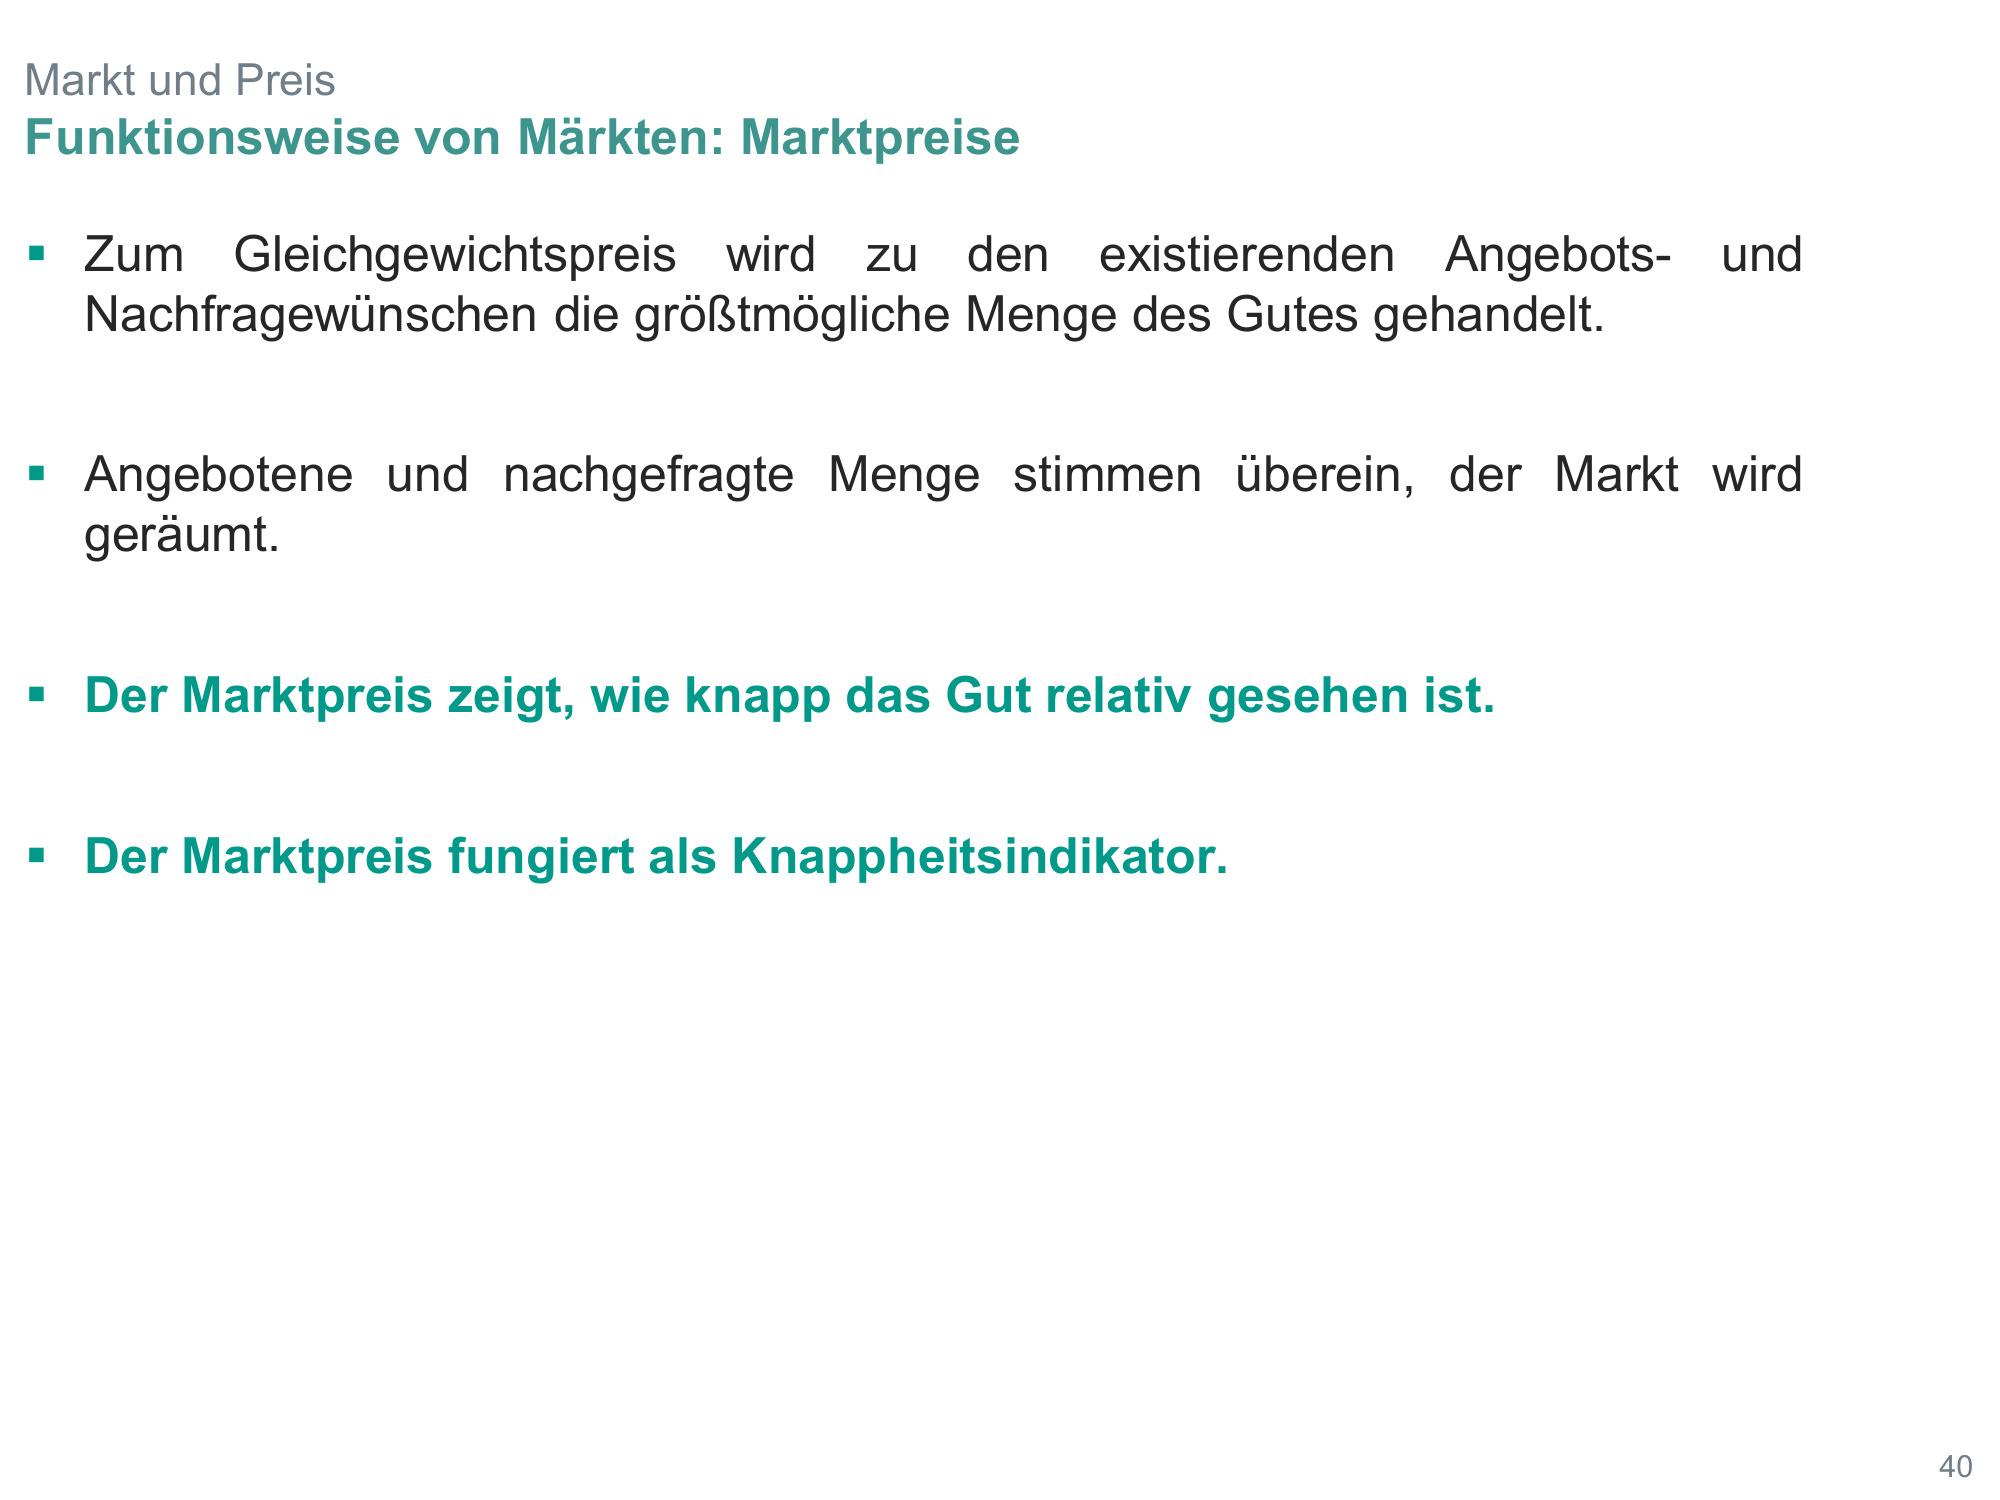 Markt und Preis
Funktionsweise von Märkten: Marktpreise
▪ Zum Gleichgewichtspreis wird zu den existierenden Angebots- und
Nachfragewünschen die größtmögliche Menge des Gutes gehandelt.
▪ Angebotene und nachgefragte Menge stimmen überein, der Markt wird
geräumt.
▪ Der Marktpreis zeigt, wie knapp das Gut relativ gesehen ist.
▪ Der Marktpreis fungiert als Knappheitsindikator.
40